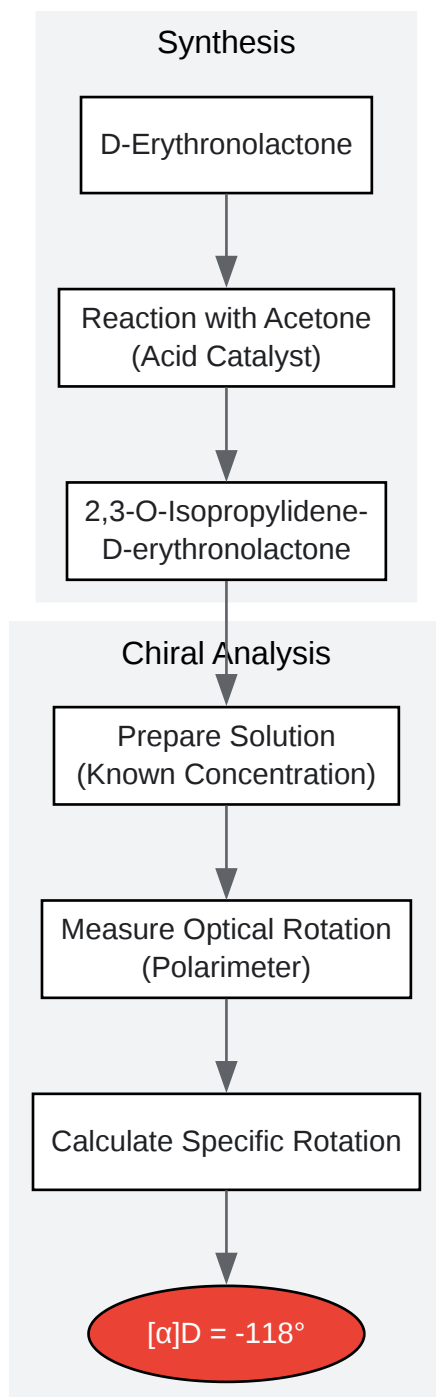 Synthesis
D-Erythronolactone
Reaction with Acetone
(Acid Catalyst)
2,3-O-Isopropylidene-
D-erythronolactone
Chiral Analysis
Prepare Solution
(Known Concentration)
Measure Optical Rotation
(Polarimeter)
Calculate Specific Rotation
[α]D = -118°